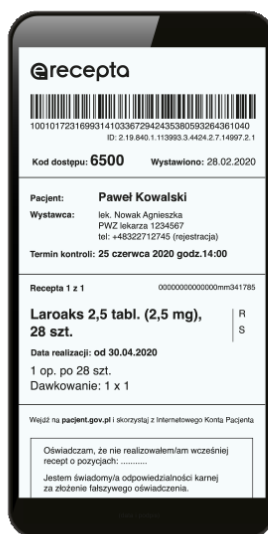 erecepta
10010172316993141033672942435380593264361040
ID: 2.19.840.1.113993.3.4424.2.7.14997.2.1
Kod dostępu: 6500 Wystawiono: 28.02.2020
Pacjent: Paweł Kowalski
Wystawca: lek. Nowak Agnieszka
PWZ lekarza 1234567
tel: +48322712745 (rejestracja)
Termin kontroli: 25 czerwca 2020 godz.14:00
Recepta 1 z 1 00000000000000mm341785
Laroaks 2,5 tabl. (2,5 mg), R
28 szt. S
Data realizacji: od 30.04.2020
1 op. po 28 szt.
Dawkowanie: 1 x 1
Wejdź na pacjent.gov.pl i skorzystaj z Internetowego Konta Pacjenta
Oświadczam, że nie realizowałem/am wcześniej
recept o pozycjach: ...........
Jestem świadomy/a odpowiedzialności karnej
za złożenie fałszywego oświadczenia.